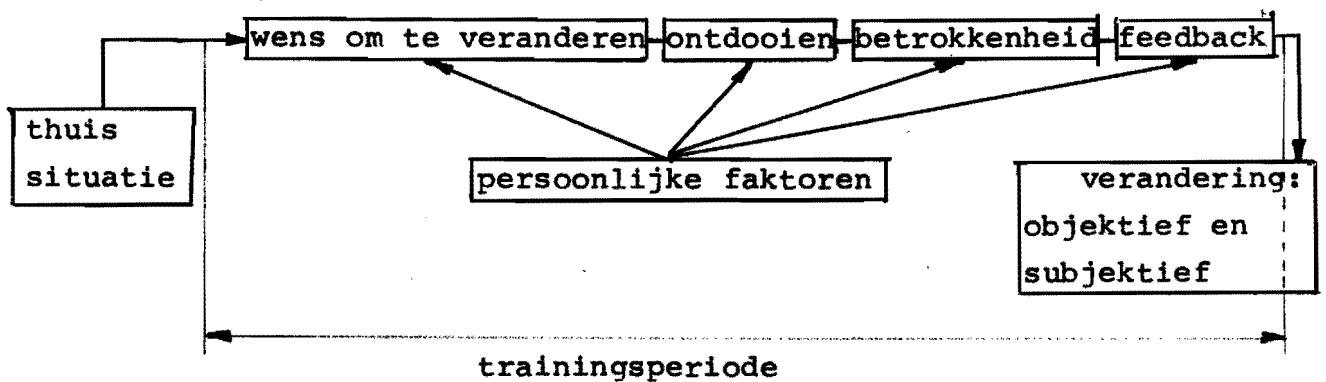 wens om te veranderen ontdooien betrokkenheid feedback
thuis
situatie
persoonlijke faktoren
verandering:
objektief en
subjektief
trainingsperiode